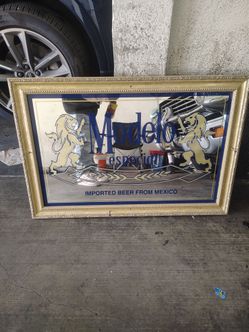 Modelo
especial
IMPORTED BEER FROM MEXICO